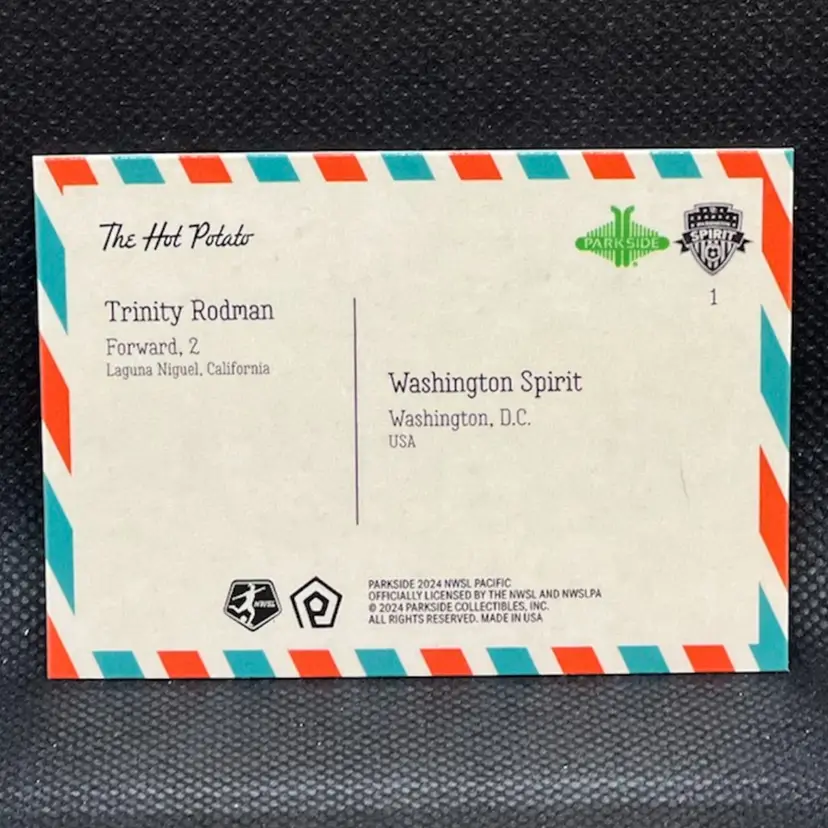 The Hot Potato
PARKSIDE
WASHINGTON
SPIRIT
1
Trinity Rodman
Forward, 2
Laguna Niguel, California
Washington Spirit
Washington, D.C.
USA
NWSL
PARKSIDE 2024 NWSL PACIFIC
OFFICIALLY LICENSED BY THE NWSL AND NWSLPA
© 2024 PARKSIDE COLLECTIBLES, INC.
ALL RIGHTS RESERVED. MADE IN USA